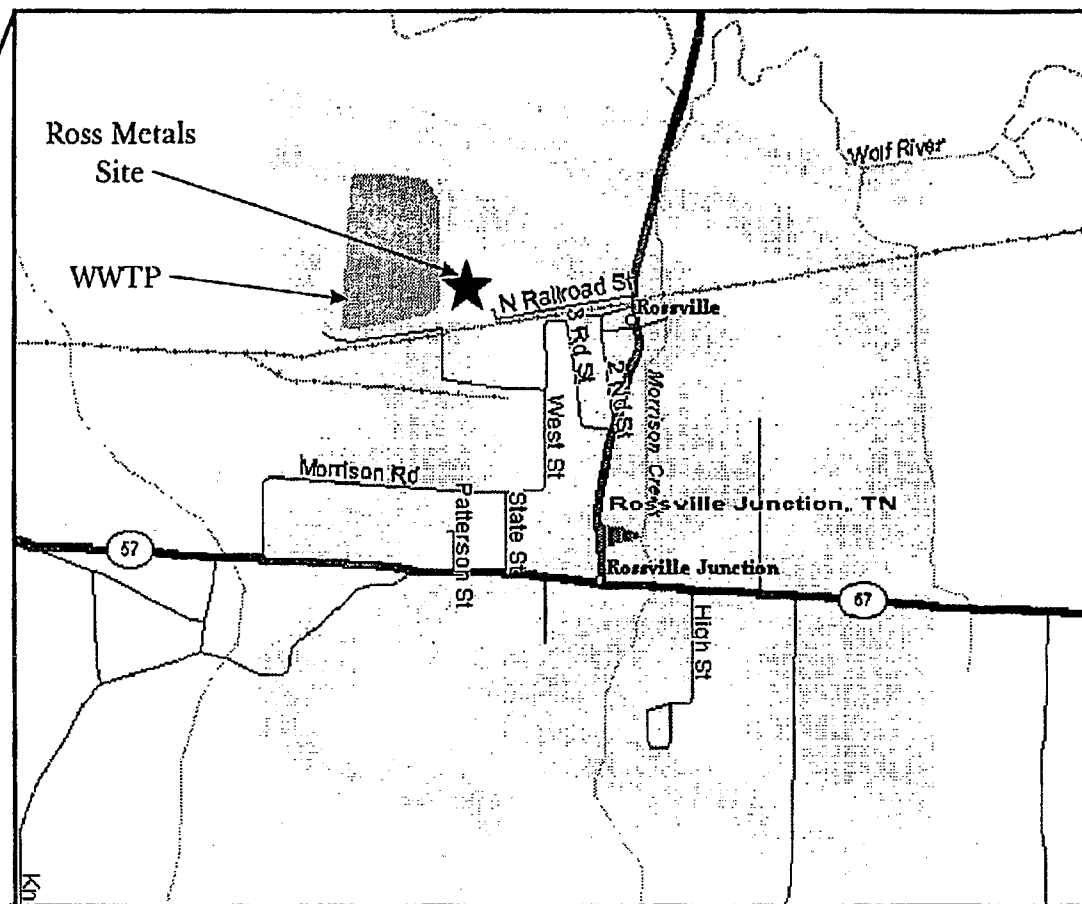 Ross Metals
Site
WWTP
Wolf River
N Railroad St
Rossville
3 Rd St
2 Nd St
Morrison Creek
West St
Morrison Rd
Patterson St
State St
Rossville Junction, TN
57
Rossville Junction
57
High St
Kn